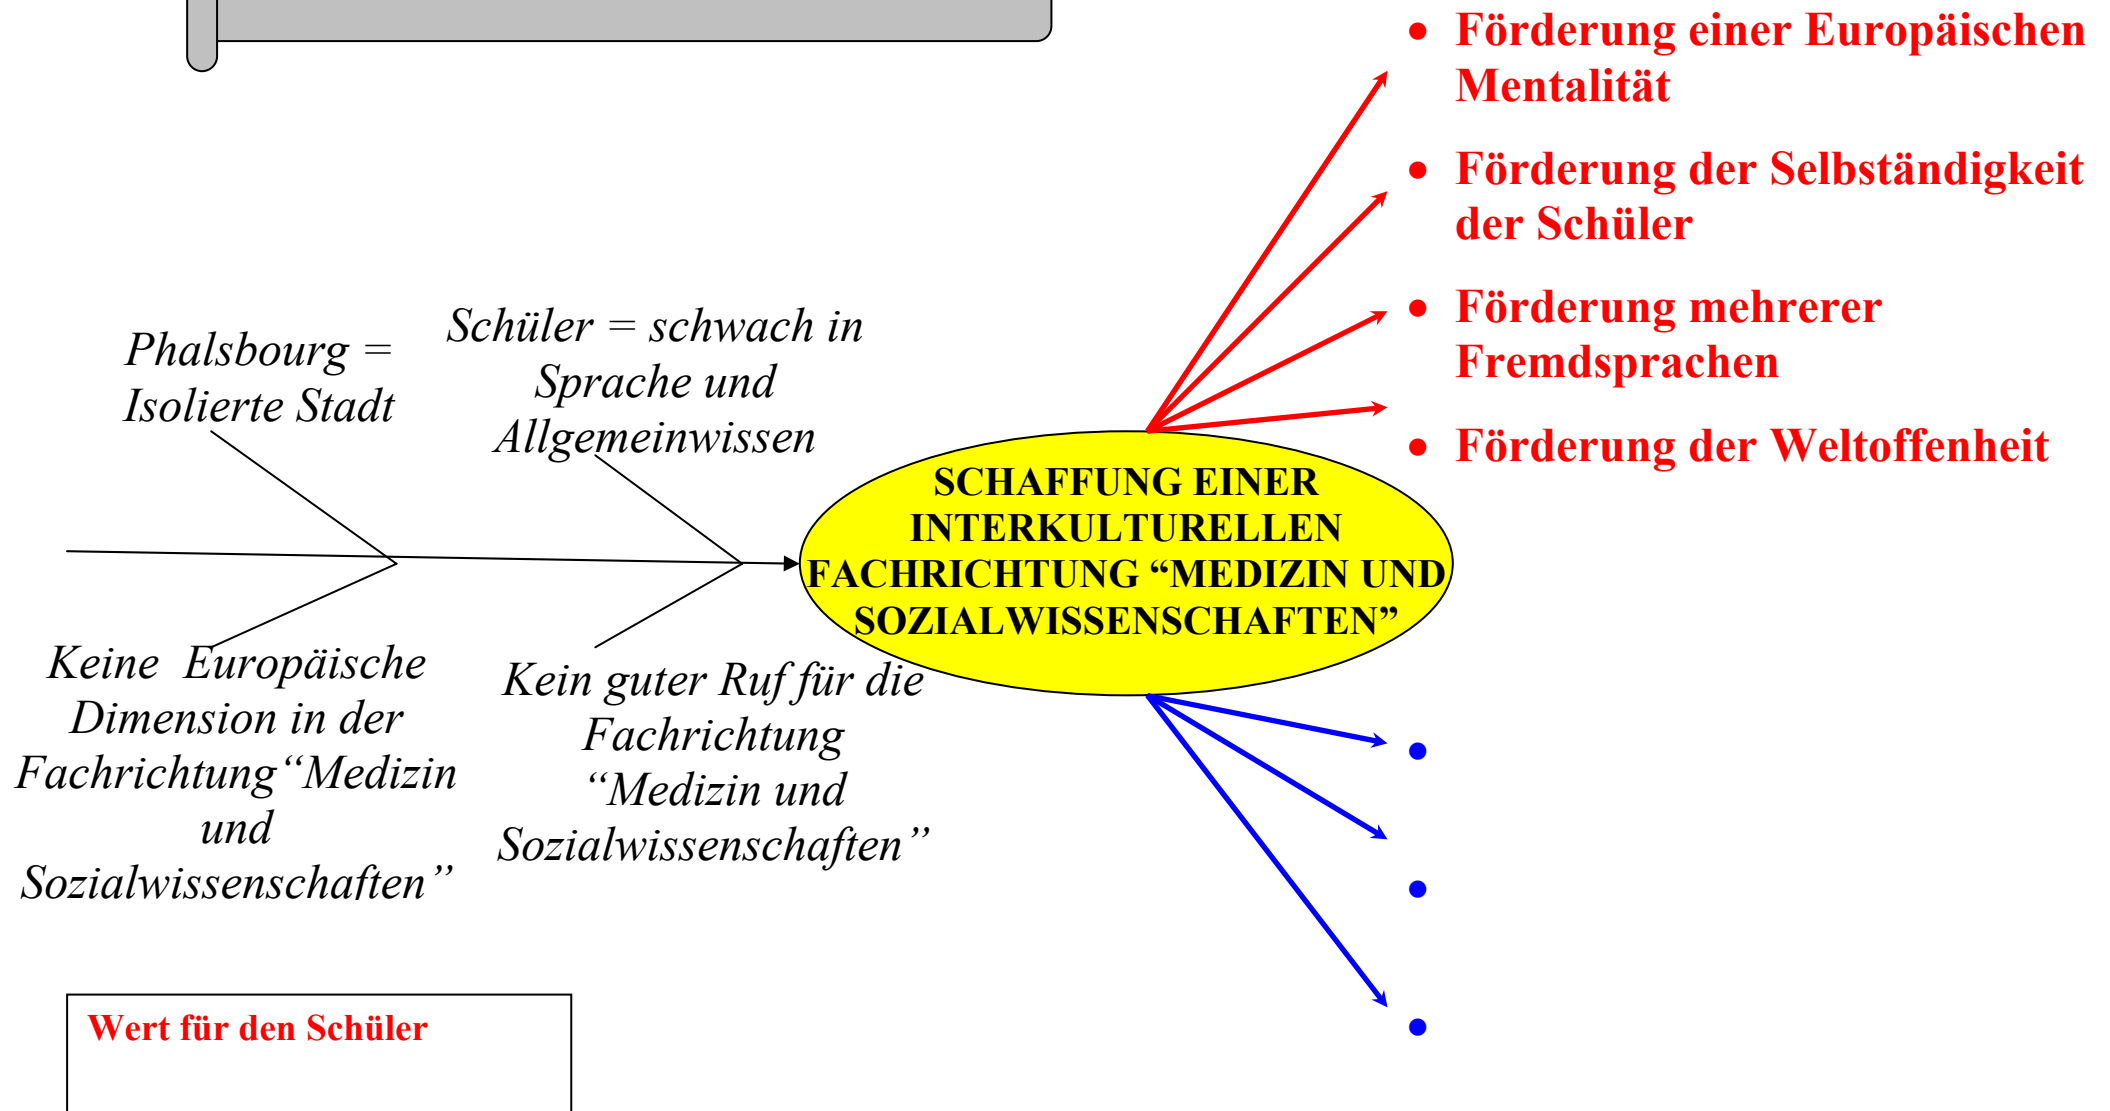 • Förderung einer Europäischen
Mentalität
• Förderung der Selbständigkeit
der Schüler
• Förderung mehrerer
Fremdsprachen
• Förderung der Weltoffenheit
Phalsbourg =
Isolierte Stadt
Schüler = schwach in
Sprache und
Allgemeinwissen
SCHAFFUNG EINER
INTERKULTURELLEN
FACHRICHTUNG “MEDIZIN UND
SOZIALWISSENSCHAFTEN”
Keine Europäische
Dimension in der
Fachrichtung“Medizin
und
Sozialwissenschaften”
Kein guter Ruf für die
Fachrichtung
“Medizin und
Sozialwissenschaften”
•
•
•
Wert für den Schüler